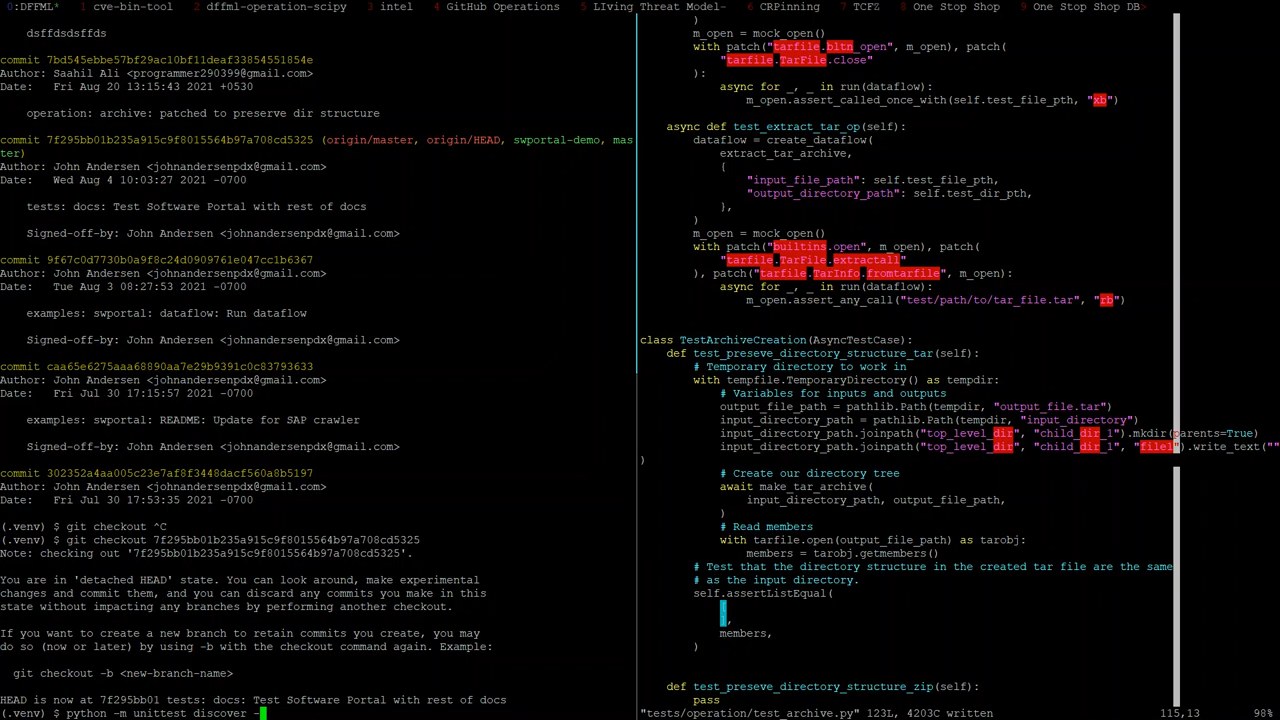 0:DFFML* 1 cve-bin-tool 2 dffml-operation-scipy 3 intel 4 GitHub Operations 5 LIving Threat Model- 6 CRPinning 7 TCFZ 8 One Stop Shop 9 One Stop Shop DB>
dsffdsdsffds
commit 7bd545ebbe57bf29ac10bf11deaf33854551854e
Author: Saahil Ali <programmer290399@gmail.com>
Date:   Fri Aug 20 13:15:43 2021 +0530
operation: archive: patched to preserve dir structure
commit 7f295bb01b235a915c9f8015564b97a708cd5325 (origin/master, origin/HEAD, swportal-demo, mas
ter)
Author: John Andersen <johnandersenpdx@gmail.com>
Date:   Wed Aug 4 10:03:27 2021 -0700
tests: docs: Test Software Portal with rest of docs
Signed-off-by: John Andersen <johnandersenpdx@gmail.com>
commit 9f67c0d7730b0a9f8c24d0909761e047cc1b6367
Author: John Andersen <johnandersenpdx@gmail.com>
Date:   Tue Aug 3 08:27:53 2021 -0700
examples: swportal: dataflow: Run dataflow
Signed-off-by: John Andersen <johnandersenpdx@gmail.com>
commit caa65e6275aaa68890aa7e29b9391c0c83793633
Author: John Andersen <johnandersenpdx@gmail.com>
Date:   Fri Jul 30 17:15:57 2021 -0700
examples: swportal: README: Update for SAP crawler
Signed-off-by: John Andersen <johnandersenpdx@gmail.com>
commit 302352a4aa005c23e7af8f3448dacf560a8b5197
Author: John Andersen <johnandersenpdx@gmail.com>
Date:   Fri Jul 30 17:53:35 2021 -0700
(.venv) $ git checkout ^C
(.venv) $ git checkout 7f295bb01b235a915c9f8015564b97a708cd5325
Note: checking out '7f295bb01b235a915c9f8015564b97a708cd5325'.
You are in 'detached HEAD' state. You can look around, make experimental
changes and commit them, and you can discard any commits you make in this
state without impacting any branches by performing another checkout.
If you want to create a new branch to retain commits you create, you may
do so (now or later) by using -b with the checkout command again. Example:
git checkout -b <new-branch-name>
HEAD is now at 7f295bb01 tests: docs: Test Software Portal with rest of docs
(.venv) $ python -m unittest discover -
)
m_open = mock_open()
with patch("tarfile.bltn_open", m_open), patch(
"tarfile.TarFile.close"
):
async for _, _ in run(dataflow):
m_open.assert_called_once_with(self.test_file_pth, "xb")
async def test_extract_tar_op(self):
dataflow = create_dataflow(
extract_tar_archive,
{
"input_file_path": self.test_file_pth,
"output_directory_path": self.test_dir_pth,
},
)
m_open = mock_open()
with patch("builtins.open", m_open), patch(
"tarfile.TarFile.extractall"
), patch("tarfile.TarInfo.fromtarfile", m_open):
async for _, _ in run(dataflow):
m_open.assert_any_call("test/path/to/tar_file.tar", "rb")
class TestArchiveCreation(AsyncTestCase):
def test_preseve_directory_structure_tar(self):
# Temporary directory to work in
with tempfile.TemporaryDirectory() as tempdir:
# Variables for inputs and outputs
output_file_path = pathlib.Path(tempdir, "output_file.tar")
input_directory_path = pathlib.Path(tempdir, "input_directory")
input_directory_path.joinpath("top_level_dir", "child_dir_1").mkdir(parents=True)
input_directory_path.joinpath("top_level_dir", "child_dir_1", "file1").write_text(""
)
# Create our directory tree
await make_tar_archive(
input_directory_path, output_file_path,
)
# Read members
with tarfile.open(output_file_path) as tarobj:
members = tarobj.getmembers()
# Test that the directory structure in the created tar file are the same
# as the input directory.
self.assertListEqual(
[
],
members,
)
def test_preseve_directory_structure_zip(self):
pass
"tests/operation/test_archive.py" 123L, 4203C written 115,13 98%